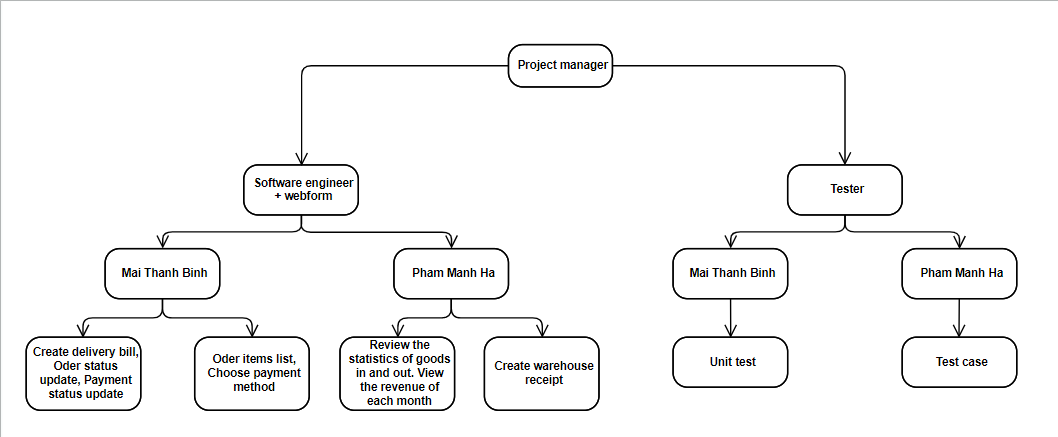 Project manager
Software engineer
+ webform
Tester
Mai Thanh Binh
Pham Manh Ha
Mai Thanh Binh
Pham Manh Ha
Create delivery bill,
Oder status
update, Payment
status update
Oder items list,
Choose payment
method
Review the
statistics of goods
in and out. View
the revenue of
each month
Create warehouse
receipt
Unit test
Test case